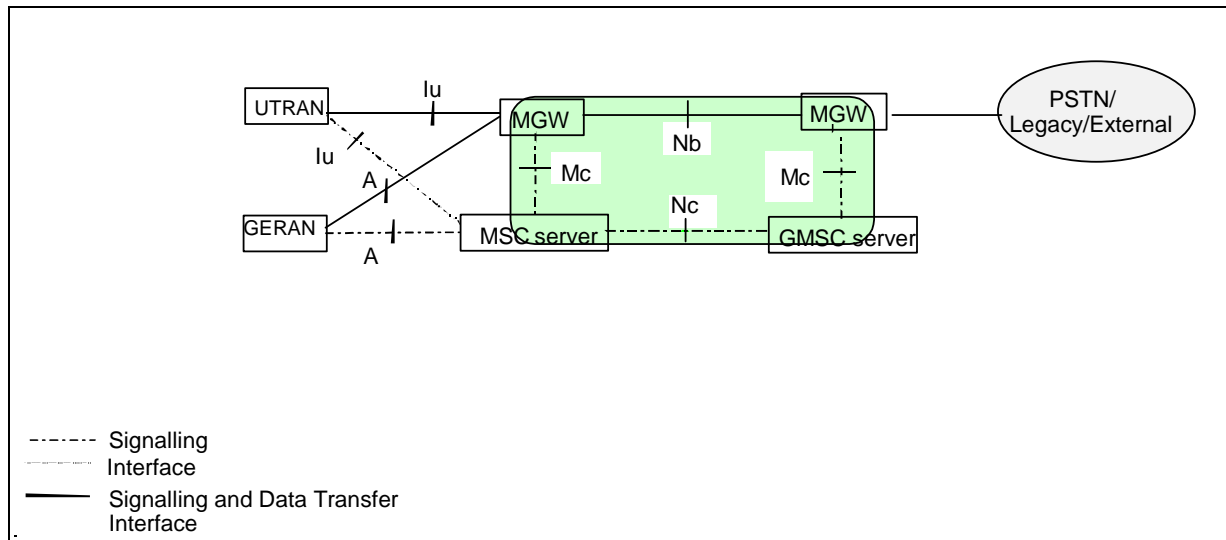 Iu
UTRAN
MGW
MGW
PSTN/
Legacy/External
Nb
Iu
Mc
Mc
A
Nc
GERAN
MSC server
GMSC server
A
Signalling
Interface
Signalling and Data Transfer
Interface